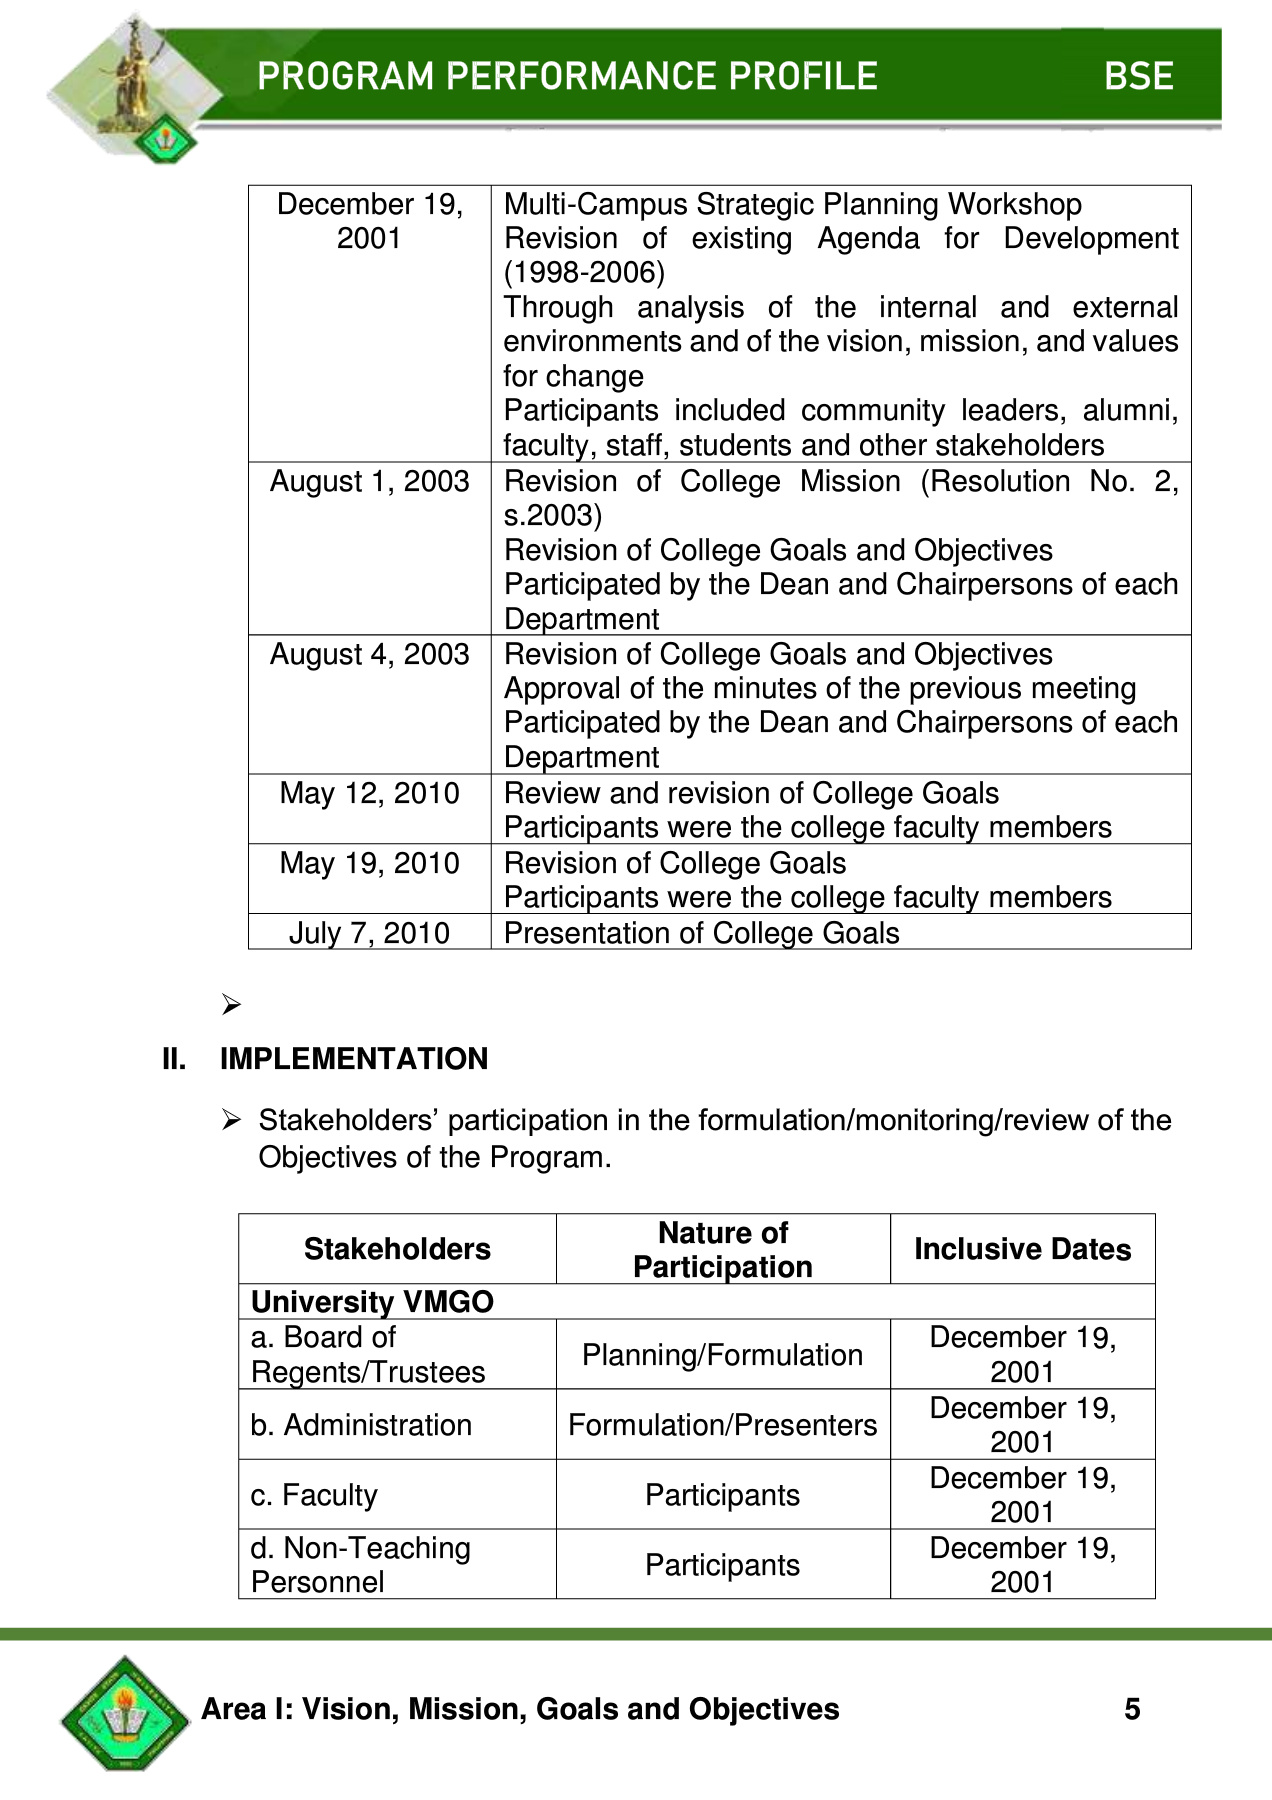 PROGRAM PERFORMANCE PROFILE BSE
December 19, 2001
Multi-Campus Strategic Planning Workshop
Revision of existing Agenda for Development
(1998-2006)
Through analysis of the internal and external
environments and of the vision, mission, and values
for change
Participants included community leaders, alumni,
faculty, staff, students and other stakeholders
August 1, 2003
Revision of College Mission (Resolution No. 2,
s.2003)
Revision of College Goals and Objectives
Participated by the Dean and Chairpersons of each
Department
August 4, 2003
Revision of College Goals and Objectives
Approval of the minutes of the previous meeting
Participated by the Dean and Chairpersons of each
Department
May 12, 2010
Review and revision of College Goals
Participants were the college faculty members
May 19, 2010
Revision of College Goals
Participants were the college faculty members
July 7, 2010
Presentation of College Goals
➢
II. IMPLEMENTATION
➢ Stakeholders’ participation in the formulation/monitoring/review of the
Objectives of the Program.
Stakeholders
Nature of
Participation
Inclusive Dates
University VMGO
a. Board of
Regents/Trustees
Planning/Formulation
December 19,
2001
b. Administration
Formulation/Presenters
December 19,
2001
c. Faculty
Participants
December 19,
2001
d. Non-Teaching
Personnel
Participants
December 19,
2001
Area I: Vision, Mission, Goals and Objectives 5